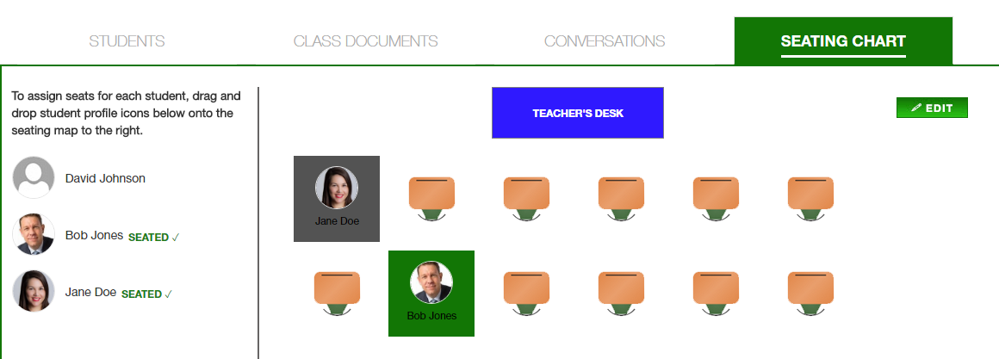 STUDENTS
CLASS DOCUMENTS
CONVERSATIONS
SEATING CHART
To assign seats for each student, drag and
drop student profile icons below onto the
seating map to the right.
David Johnson
Bob Jones SEATED ✓
Jane Doe SEATED ✓
TEACHER'S DESK
EDIT
Jane Doe
Bob Jones